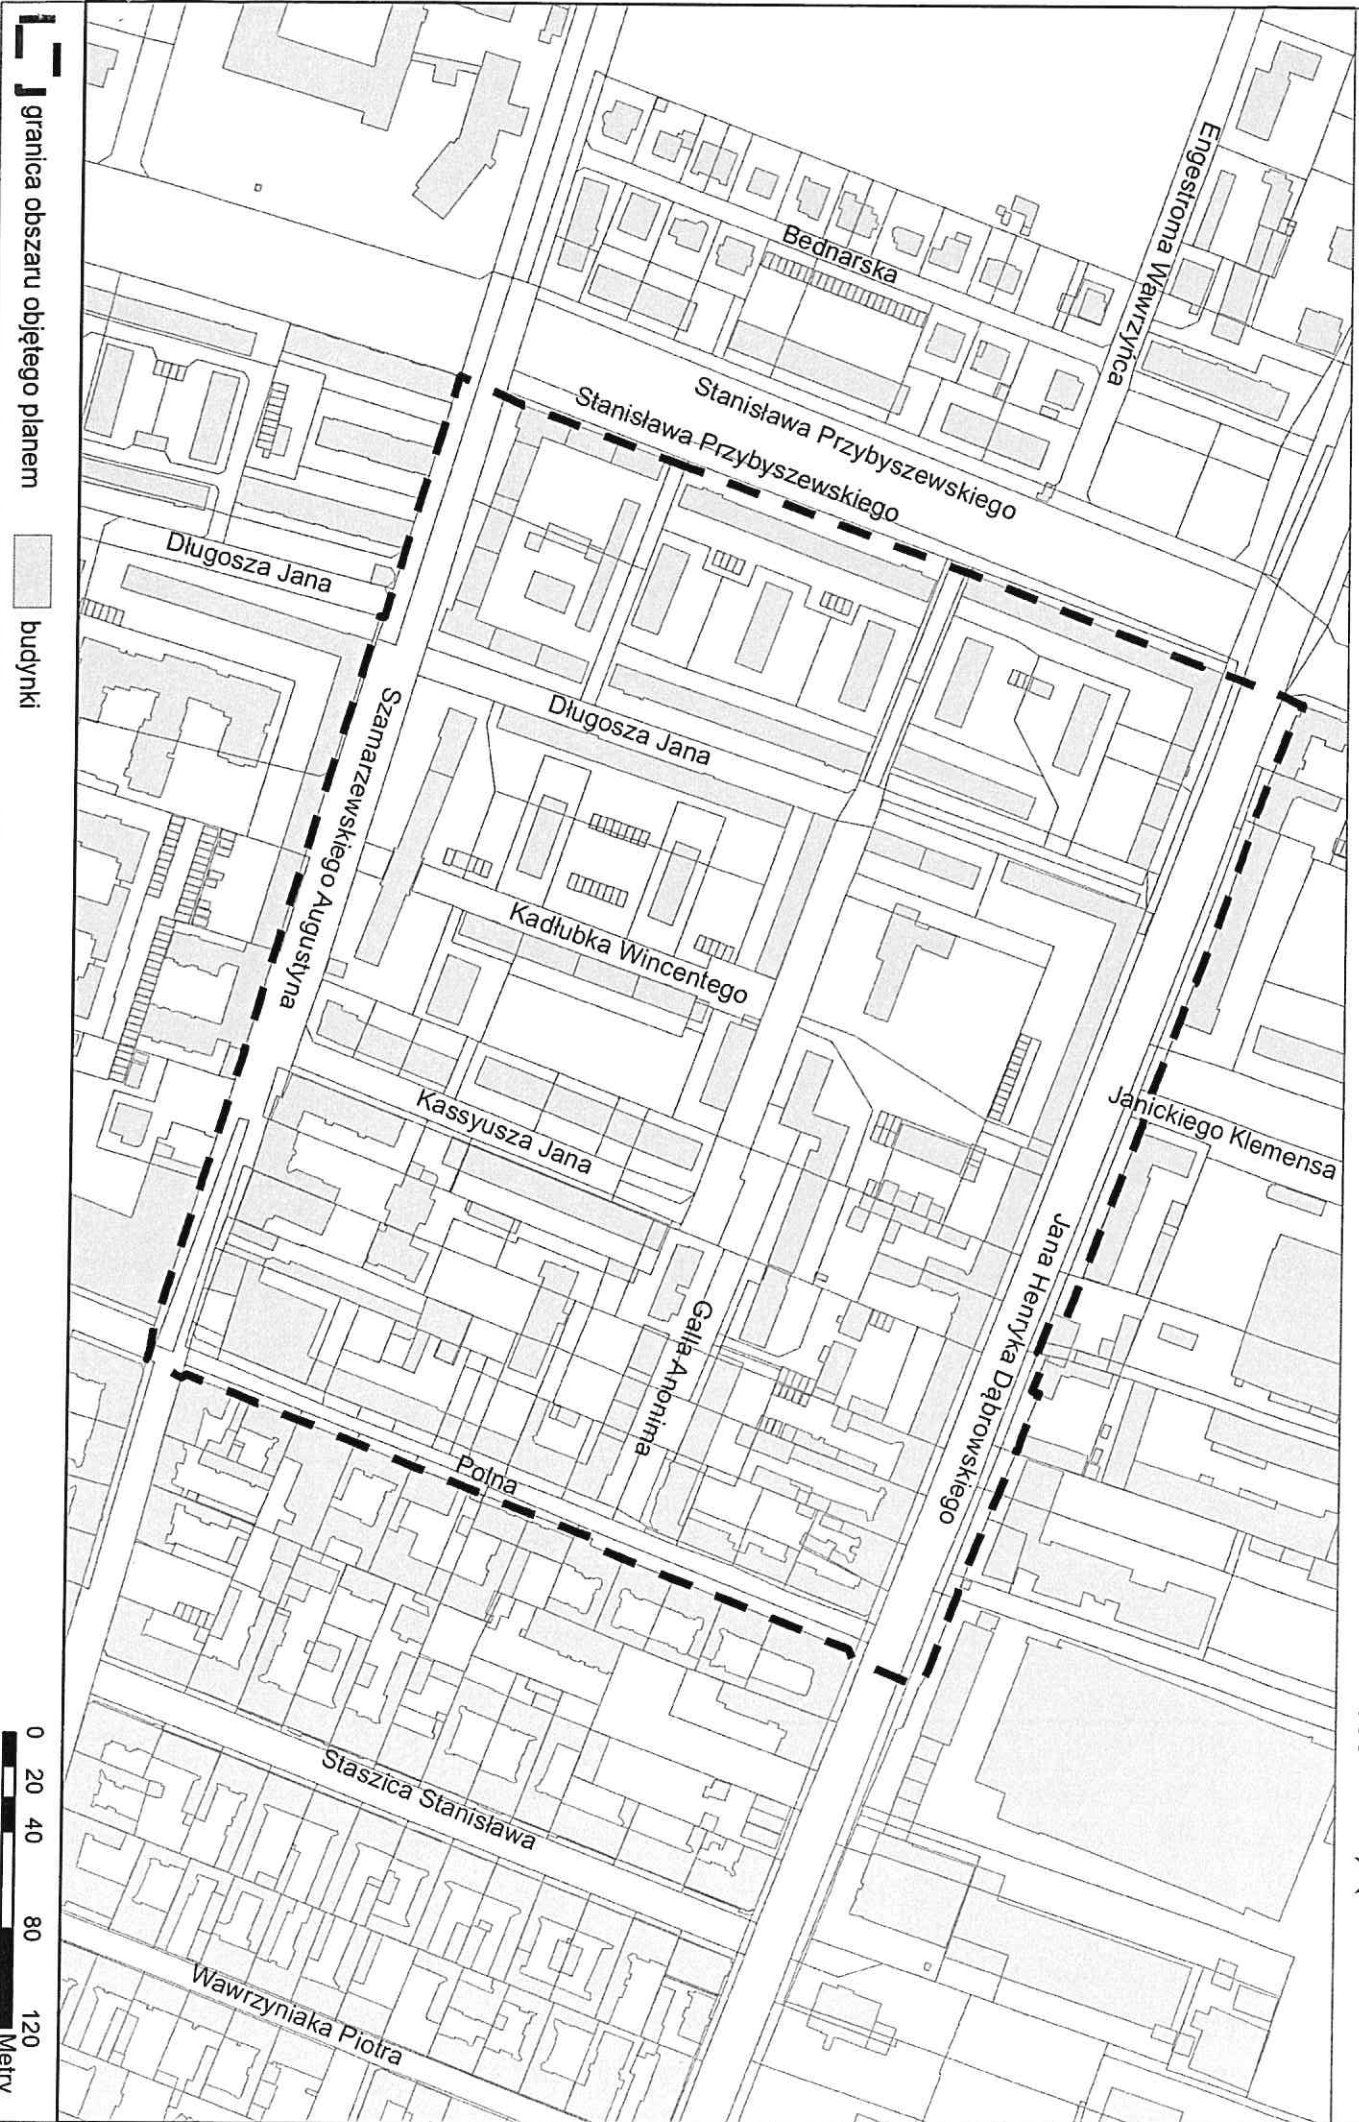 Engestroma Wawrzyńca
Bednarska
Stanisława Przybyszewskiego
Stanisława Przybyszewskiego
Długosza Jana
Długosza Jana
Szamarzewskiego Augustyna
Kadłubka Wincentego
Kassyusza Jana
Janickiego Klemensa
Jana Henryka Dąbrowskiego
Galla Anonima
Polna
Staszica Stanisława
Wawrzyniaka Piotra
granica obszaru objętego planem
budynki
0 20 40 80 120
Metry